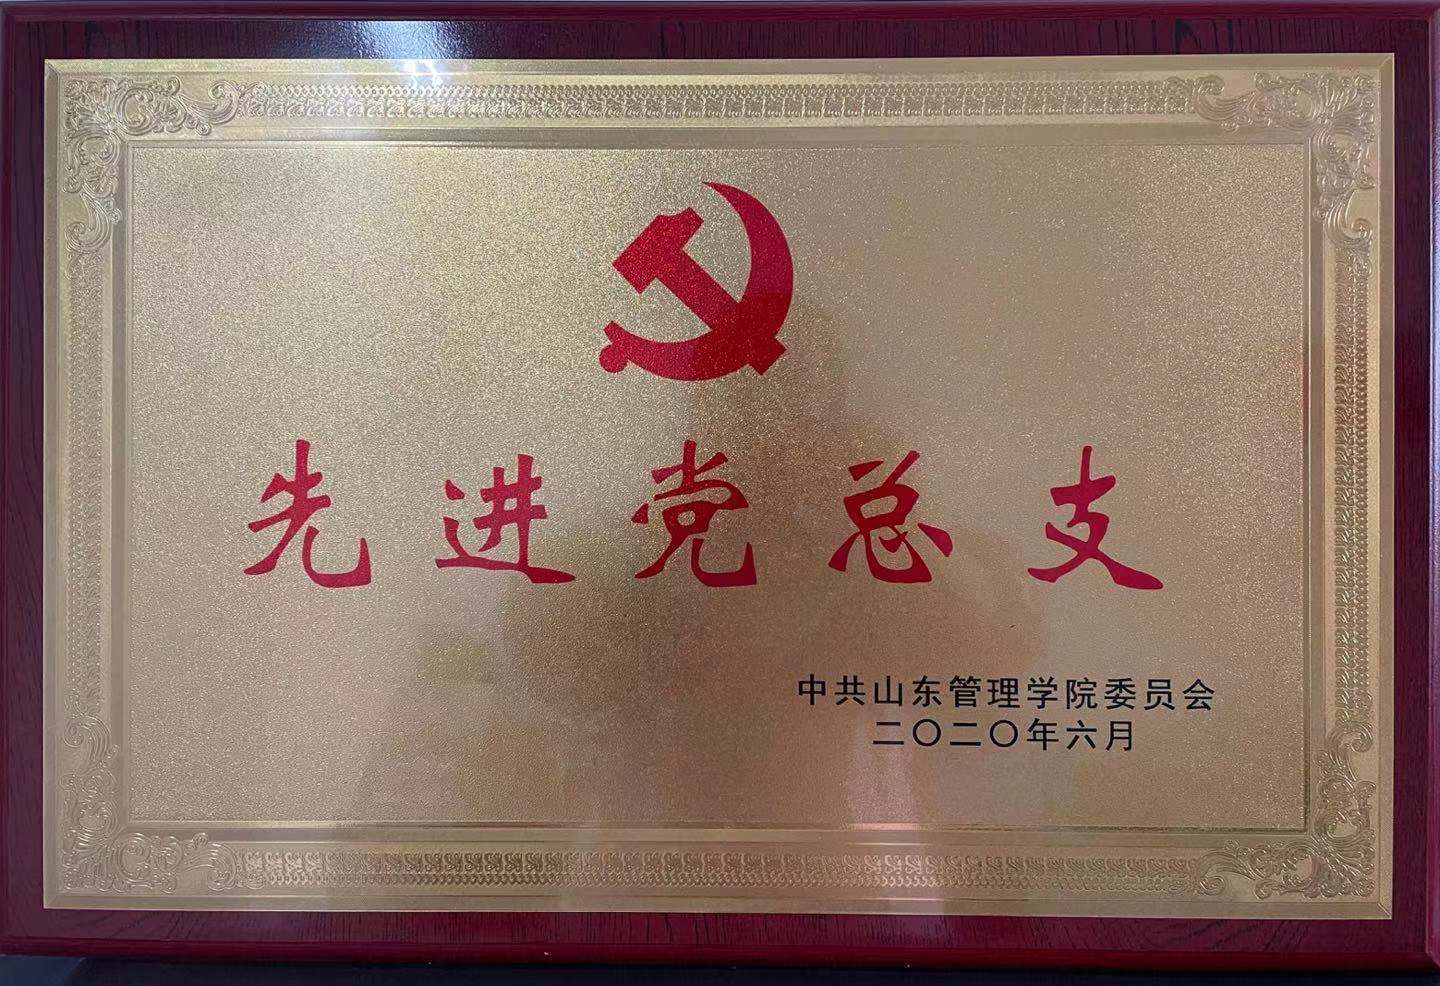 先进党总支
中共山东管理学院委员会
二〇二〇年六月